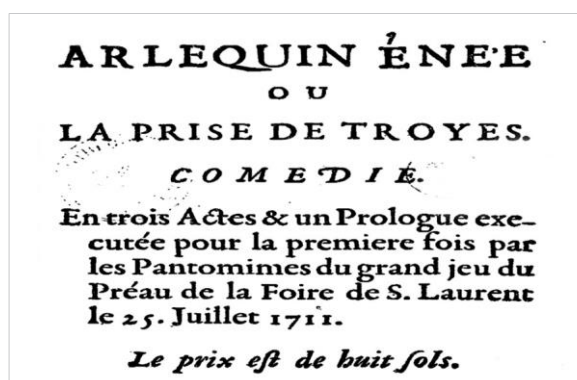 ARLEQUIN ÉNE'E
OU
LA PRISE DE TROYES.
COMEDIE.
En trois Actes & un Prologue exe-
cutée pour la premiere fois par
les Pantomimes du grand jeu du
Préau de la Foire de S. Laurent
le 25. Juillet 1711.
Le prix eſt de huit ſols.